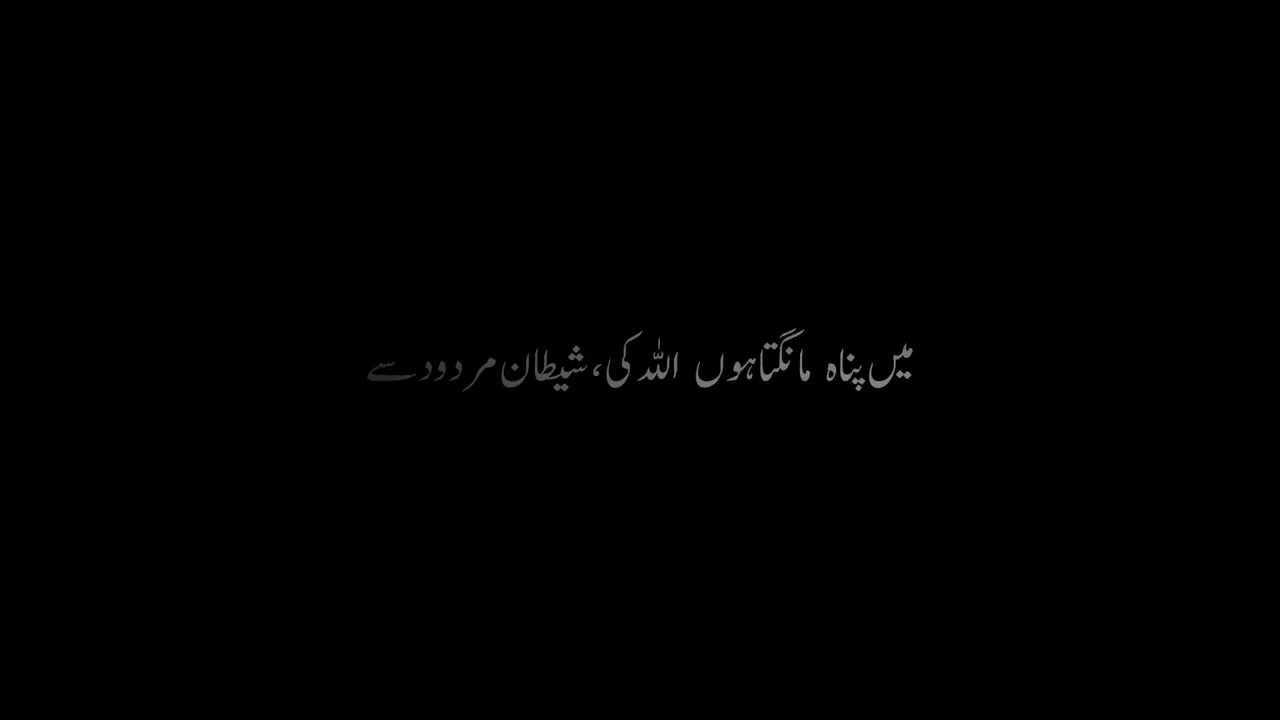 میں پناہ مانگتا ہوں اللہ کی، شیطان مردود سے